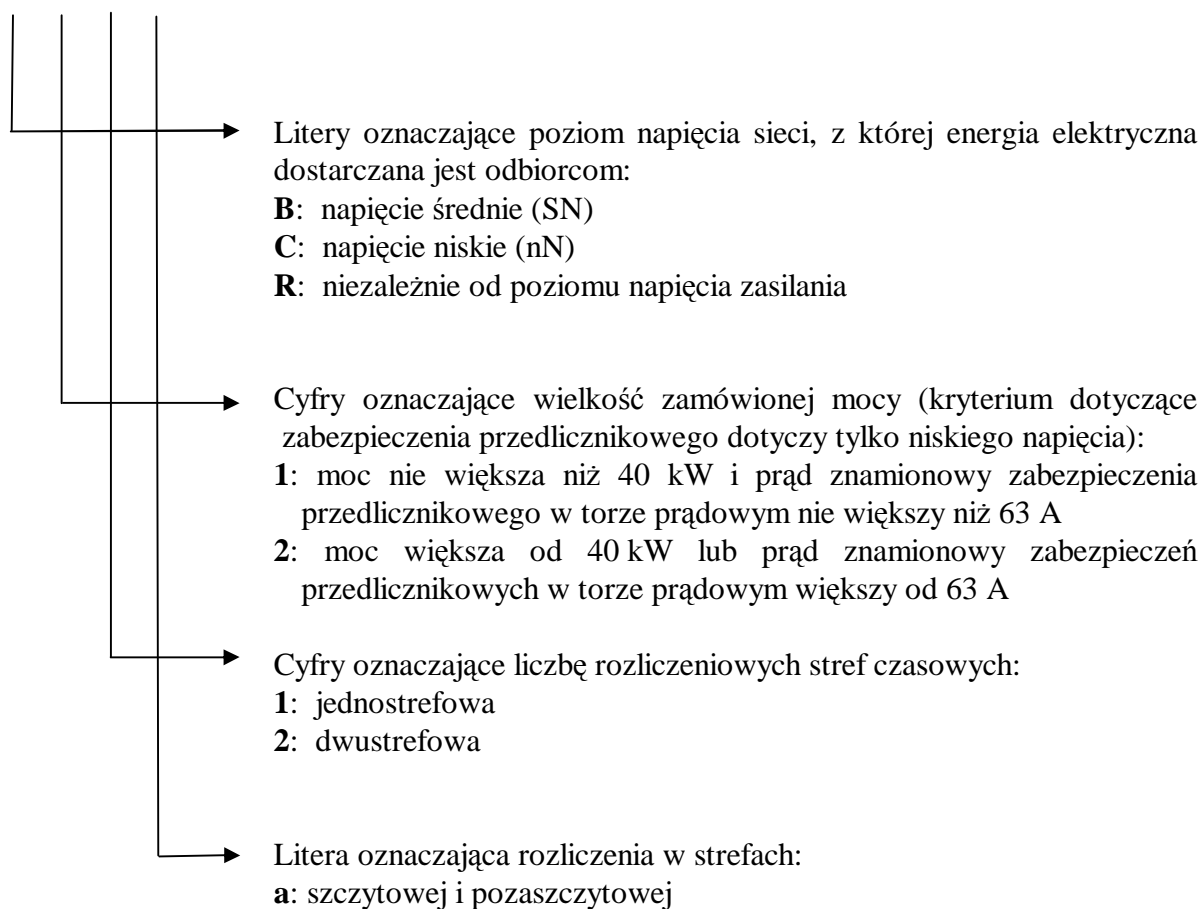 Litery oznaczające poziom napięcia sieci, z której energia elektryczna
dostarczana jest odbiorcom:
B: napięcie średnie (SN)
C: napięcie niskie (nN)
R: niezależnie od poziomu napięcia zasilania
Cyfry oznaczające wielkość zamówionej mocy (kryterium dotyczące
zabezpieczenia przedlicznikowego dotyczy tylko niskiego napięcia):
1: moc nie większa niż 40 kW i prąd znamionowy zabezpieczenia
przedlicznikowego w torze prądowym nie większy niż 63 A
2: moc większa od 40 kW lub prąd znamionowy zabezpieczeń
przedlicznikowych w torze prądowym większy od 63 A
Cyfry oznaczające liczbę rozliczeniowych stref czasowych:
1: jednostrefowa
2: dwustrefowa
Litera oznaczająca rozliczenia w strefach:
a: szczytowej i pozaszczytowej